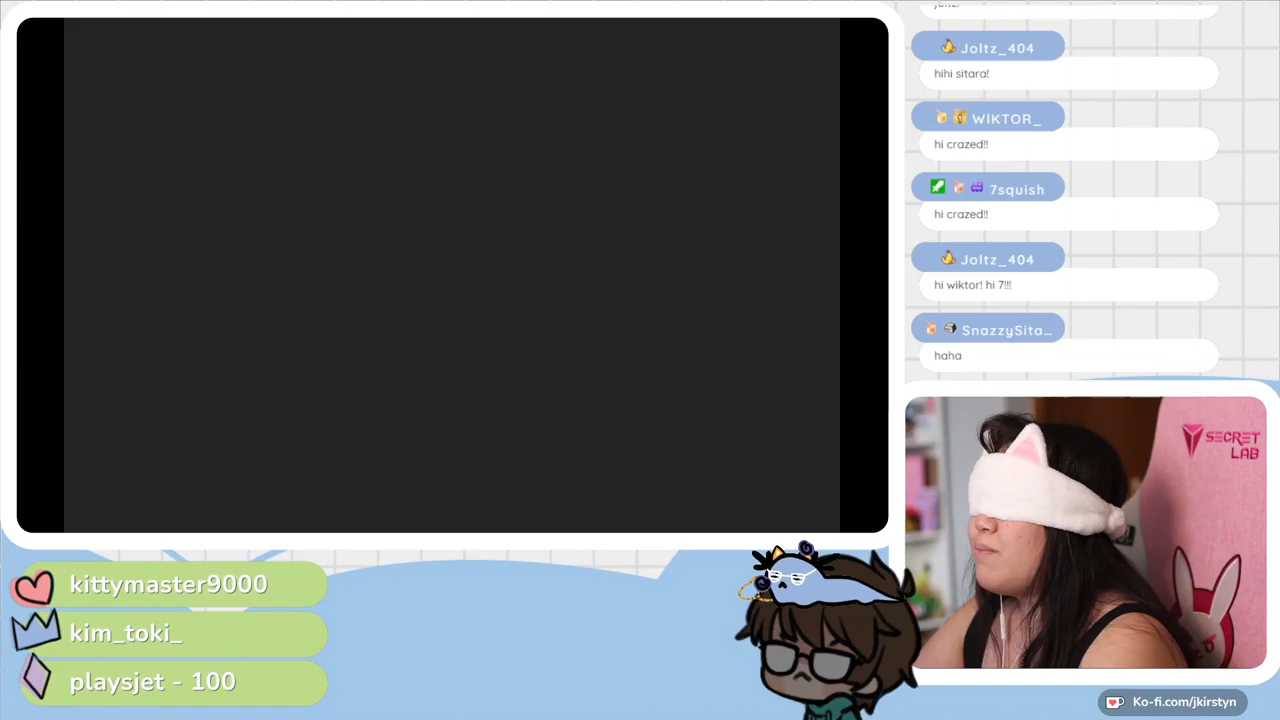 Joltz_404
hihi sitara!
WIKTOR_
hi crazed!!
7squish
hi crazed!!
Joltz_404
hi wiktor! hi 7!!!
SnazzySita…
haha
SECRET
LAB
kittymaster9000
kim_toki_
playsjet - 100
Ko-fi.com/jkirstyn